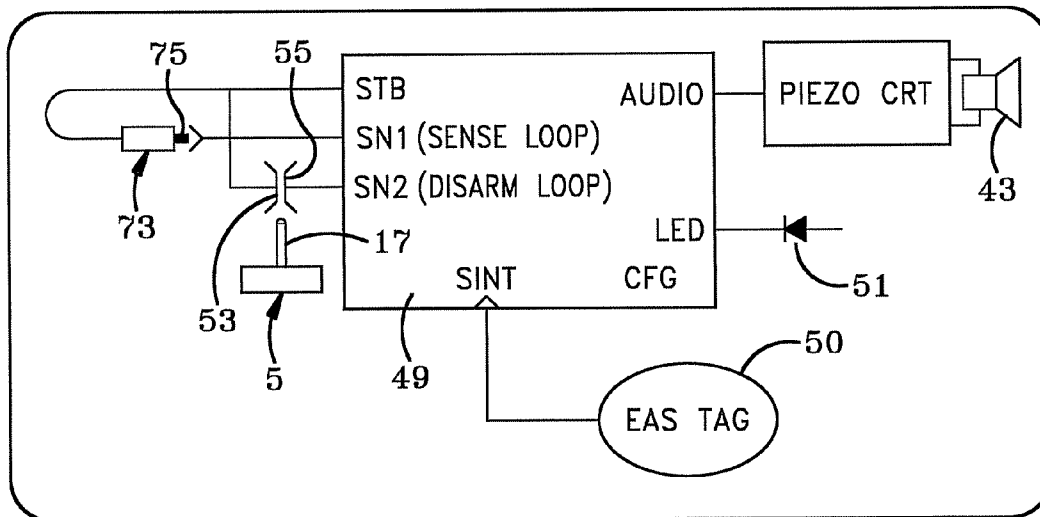 75
55
STB
AUDIO
PIEZO CRT
SN1 (SENSE LOOP)
43
SN2 (DISARM LOOP)
73
17
LED
53
SINT
CFG
51
5
49
50
EAS TAG